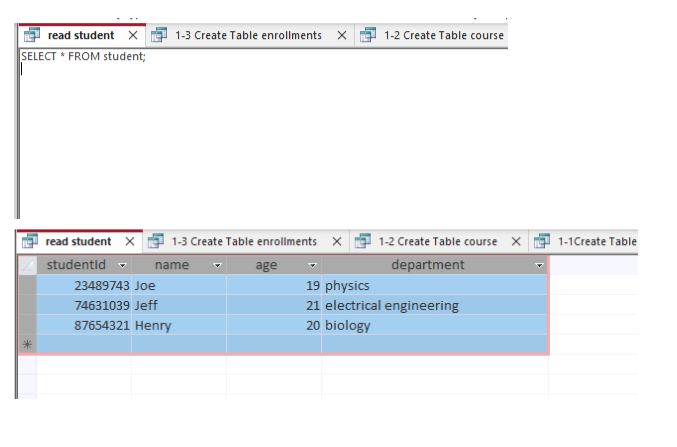 read student 1-3 Create Table enrollments 1-2 Create Table course
SELECT * FROM student;
read student 1-3 Create Table enrollments 1-2 Create Table course 1-1Create Table
studentId name age department
23489743 Joe 19 physics
74631039 Jeff 21 electrical engineering
87654321 Henry 20 biology